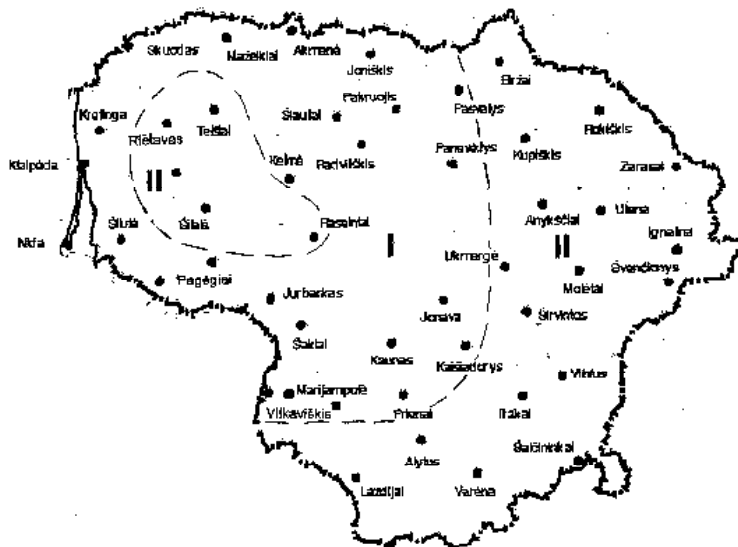 Skuodas
Mažeikiai
Akmenė
Joniškis
Biržai
Kretinga
Rietavas
Telšiai
Šiauliai
Pakruojis
Pasvalys
Rokiškis
Klaipėda
Kelmė
Radviliškis
Panevėžys
Kupiškis
Zarasai
II
Šilutė
Šilalė
Raseiniai
Anykščiai
Utena
Nida
I
II
Ignalina
Pagėgiai
Ukmergė
Molėtai
Švenčionys
Jurbarkas
Jonava
Širvintos
Šakiai
Kaunas
Kaišiadorys
Vilnius
Marijampolė
Vilkaviškis
Prienai
Trakai
Alytus
Šalčininkai
Lazdijai
Varėna